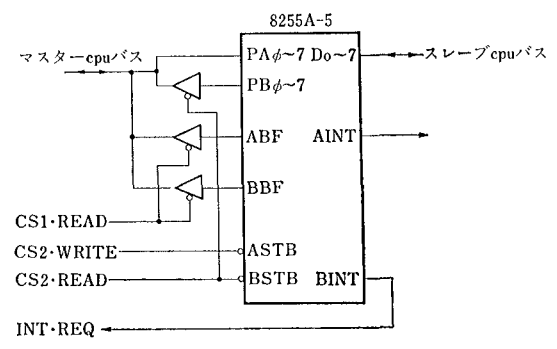 8255A-5
マスターcpuバス
PAφ~7 Do~7
スレーブcpuバス
PBφ~7
ABF AINT
BBF
CS1・READ
CS2・WRITE
ASTB
CS2・READ
BSTB BINT
INT・REQ